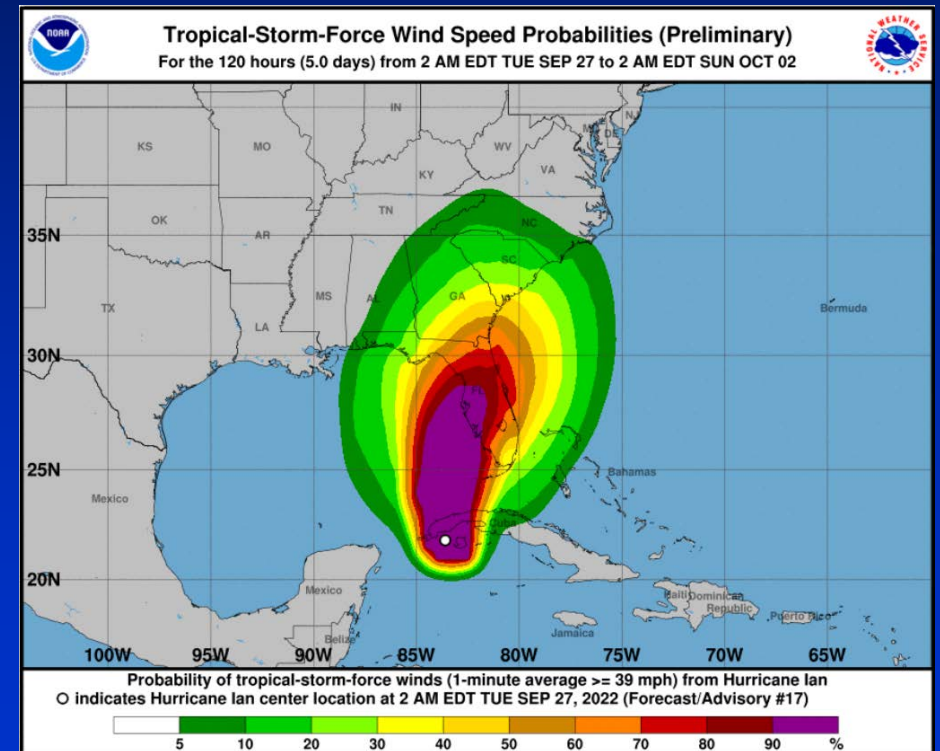 NOAA
Tropical-Storm-Force Wind Speed Probabilities (Preliminary)
For the 120 hours (5.0 days) from 2 AM EDT TUE SEP 27 to 2 AM EDT SUN OCT 02
NATIONAL WEATHER SERVICE
IN
NJ
DE
KS
MO
WV
VA
KY
OK
TN
NC
35N
AR
SC
TX
MS
AL
GA
Bermuda
LA
30N
FL
25N
Bahamas
Mexico
Cuba
20N
Mexico
Haiti
Dominican
Republic
Puerto Rico
Belize
Jamaica
100W 95W 90W 85W 80W 75W 70W 65W
Probability of tropical-storm-force winds (1-minute average >= 39 mph) from Hurricane Ian
indicates Hurricane Ian center location at 2 AM EDT TUE SEP 27, 2022 (Forecast/Advisory #17)
5 10 20 30 40 50 60 70 80 90 %